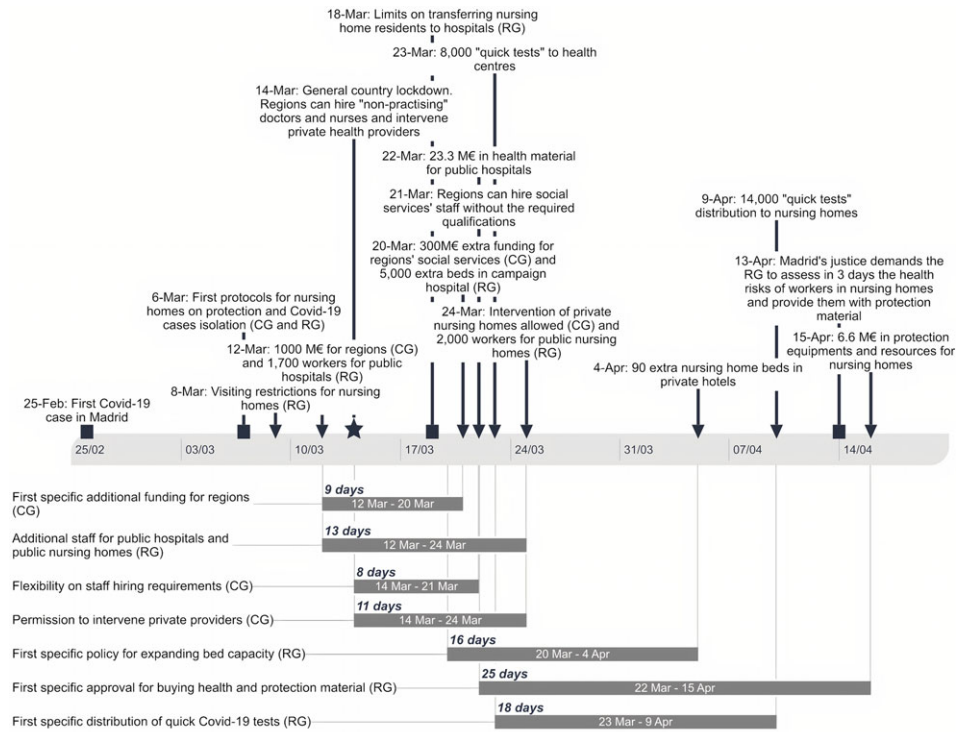 18-Mar: Limits on transferring nursing
home residents to hospitals (RG)
23-Mar: 8,000 "quick tests" to health
centres
14-Mar: General country lockdown.
Regions can hire "non-practising"
doctors and nurses and intervene
private health providers
22-Mar: 23.3 M€ in health material
for public hospitals
21-Mar: Regions can hire social
services' staff without the required
qualifications
20-Mar: 300M€ extra funding for
regions' social services (CG) and
5,000 extra beds in campaign
hospital (RG)
24-Mar: Intervention of private
nursing homes allowed (CG) and
2,000 workers for public nursing
homes (RG)
9-Apr: 14,000 "quick tests"
distribution to nursing homes
13-Apr: Madrid's justice demands the
RG to assess in 3 days the health
risks of workers in nursing homes
and provide them with protection
material
15-Apr: 6.6 M€ in protection
equipments and resources for
nursing homes
4-Apr: 90 extra nursing home beds in
private hotels
6-Mar: First protocols for nursing
homes on protection and Covid-19
cases isolation (CG and RG)
12-Mar: 1000 M€ for regions (CG)
and 1,700 workers for public
hospitals (RG)
8-Mar: Visiting restrictions for nursing
homes (RG)
25-Feb: First Covid-19
case in Madrid
25/02 03/03 10/03 17/03 24/03 31/03 07/04 14/04
First specific additional funding for regions
(CG)
9 days
12 Mar - 20 Mar
Additional staff for public hospitals and
public nursing homes (RG)
13 days
12 Mar - 24 Mar
Flexibility on staff hiring requirements (CG)
8 days
14 Mar - 21 Mar
Permission to intervene private providers (CG)
11 days
14 Mar - 24 Mar
First specific policy for expanding bed capacity (RG)
16 days
20 Mar - 4 Apr
First specific approval for buying health and protection material (RG)
25 days
22 Mar - 15 Apr
First specific distribution of quick Covid-19 tests (RG)
18 days
23 Mar - 9 Apr